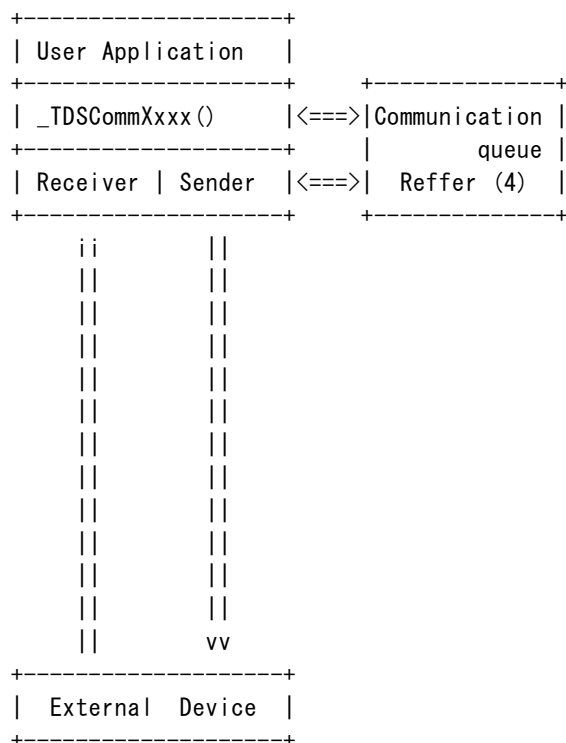 +--------------------+
| User Application   |
+--------------------+     +--------------+
| _TDSCommXxxx()     |<===>|Communication |
+--------------------+     |        queue |
| Receiver | Sender  |<===>|  Reffer (4)  |
+--------------------+     +--------------+
     ii        ||
     ||        ||
     ||        ||
     ||        ||
     ||        ||
     ||        ||
     ||        ||
     ||        ||
     ||        ||
     ||        ||
     ||        ||
     ||        ||
     ||        vv
+--------------------+
|  External  Device  |
+--------------------+